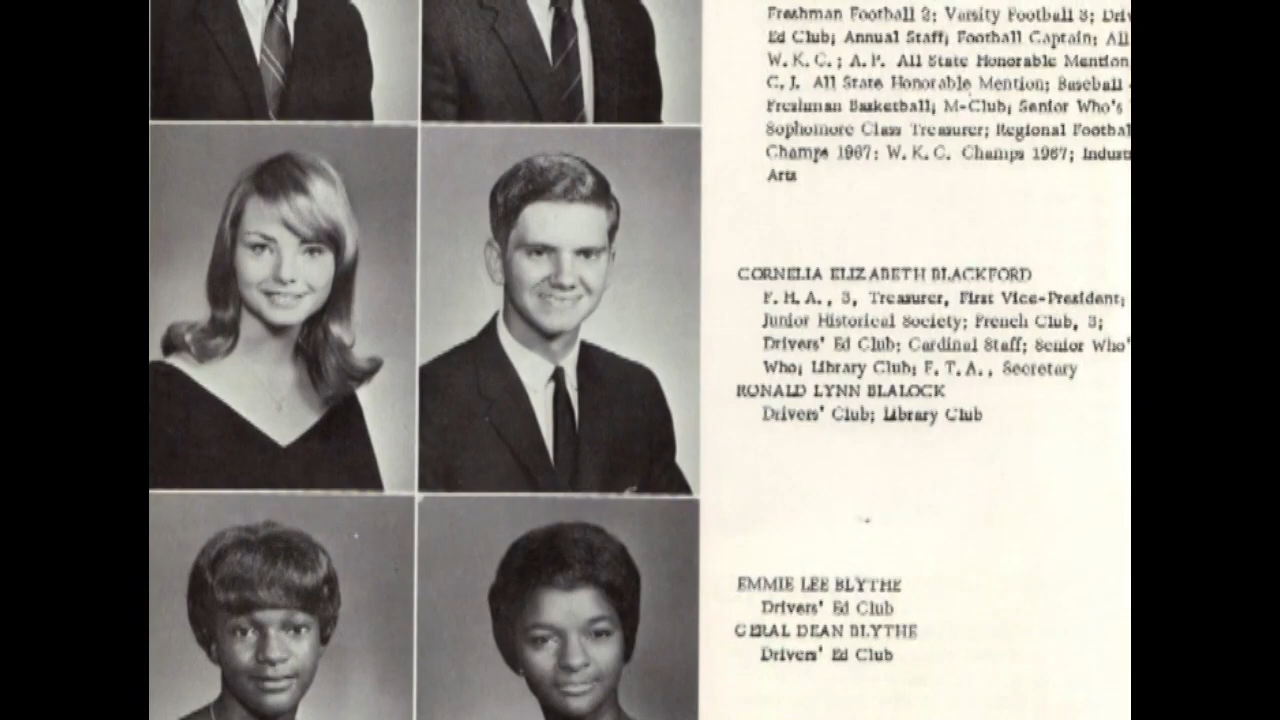 Freshman Football 2; Varsity Football 3; Driv
Ed Club; Annual Staff; Football Captain; All
W. K. C. ; A. P. All State Honorable Mention
C. J. All State Honorable Mention; Baseball
Freshman Basketball; M-Club; Senior Who's
Sophomore Class Treasurer; Regional Footbal
Champs 1967; W. K. C. Champs 1967; Indust
Arts
CORNELIA ELIZABETH BLACKFORD
F. H. A. , 3, Treasurer, First Vice-President;
Junior Historical Society; French Club, 3;
Drivers' Ed Club; Cardinal Staff; Senior Who'
Who; Library Club; F. T. A. , Secretary
RONALD LYNN BLALOCK
Drivers' Club; Library Club
EMMIE LEE BLYTHE
Drivers' Ed Club
GERAL DEAN BLYTHE
Drivers' Ed Club